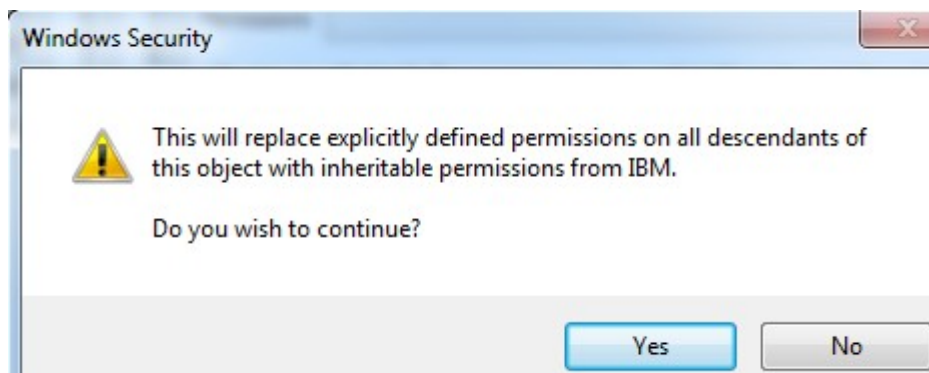 Windows Security
This will replace explicitly defined permissions on all descendants of
this object with inheritable permissions from IBM.
Do you wish to continue?
Yes
No